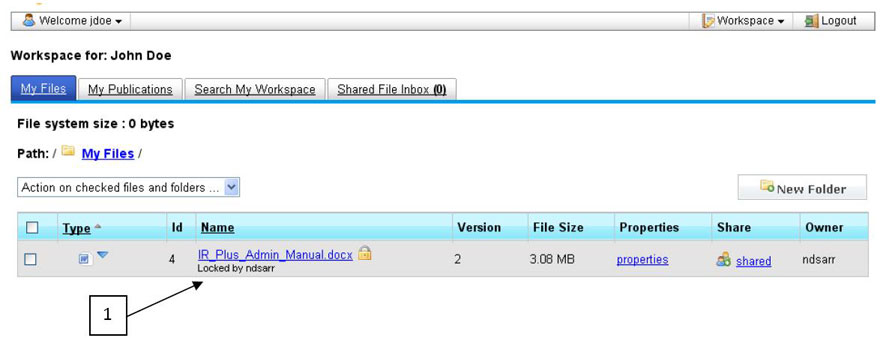 Welcome jdoe Workspace Logout
Workspace for: John Doe
My Files My Publications Search My Workspace Shared File Inbox (0)
File system size : 0 bytes
Path: / My Files /
Action on checked files and folders ... New Folder
Type Id Name Version File Size Properties Share Owner
4 IR_Plus_Admin_Manual.docx 2 3.08 MB properties shared ndsarr
Locked by ndsarr
1